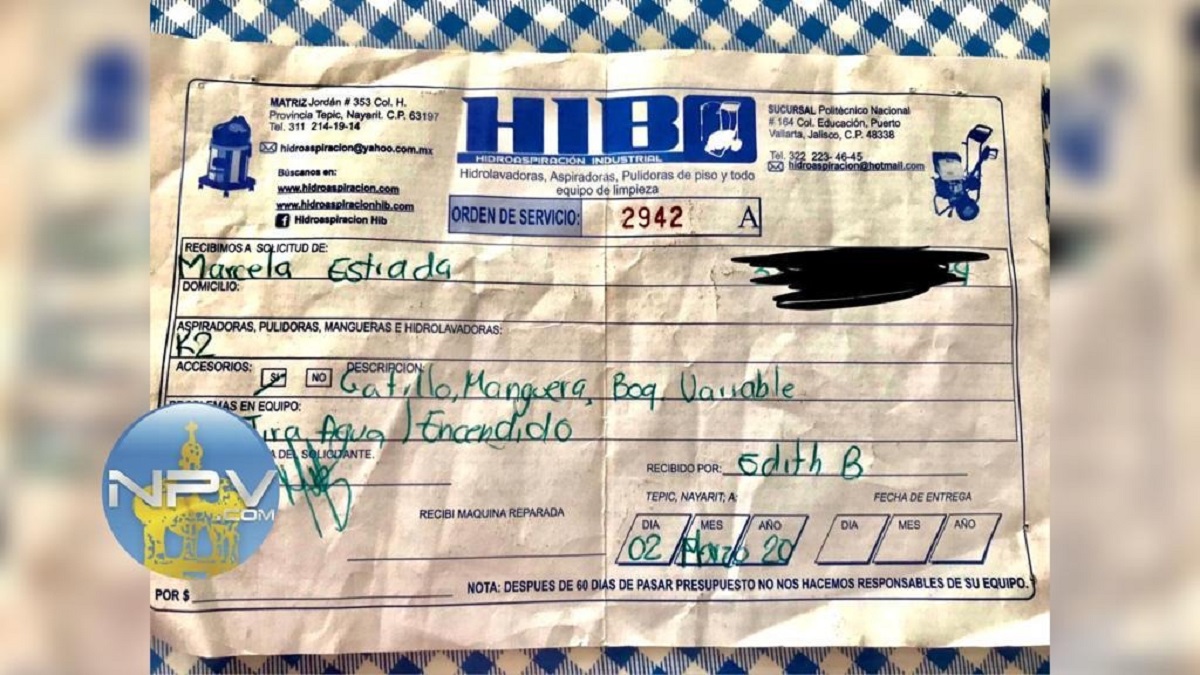 MATRIZ Jordán # 353 Col. H.
Provincia Tepic, Nayarit. C.P. 63197
Tel. 311 214-19-14
hidroaspiracion@yahoo.com.mx
Búscanos en:
www.hidroaspiracion.com
www.hidroaspiracionhib.com
Hidroaspiracion Hib
HIB
HIDROASPIRACIÓN INDUSTRIAL
Hidrolavadoras, Aspiradoras, Pulidoras de piso y todo
equipo de limpieza
SUCURSAL Politécnico Nacional
# 164 Col. Educación, Puerto
Vallarta, Jalisco, C.P. 48338
Tel. 322 223- 46-45
hidroaspiracion@hotmail.com
ORDEN DE SERVICIO: 2942 A
RECIBIMOS A SOLICITUD DE:
Marcela Estrada
DOMICILIO:
ASPIRADORAS, PULIDORAS, MANGUERAS E HIDROLAVADORAS:
K2
ACCESORIOS: SI NO DESCRIPCION:
Gatillo, Manguera, Boq. Variable
EN EQUIPO:
Tira Agua / Encendido
DEL SOLICITANTE.
RECIBIDO POR: Edith B
RECIBI MAQUINA REPARADA
TEPIC, NAYARIT; A: FECHA DE ENTREGA
DIA MES AÑO DIA MES AÑO
02 Marzo 20
POR $
NOTA: DESPUES DE 60 DIAS DE PASAR PRESUPUESTO NO NOS HACEMOS RESPONSABLES DE SU EQUIPO.
NPV
.COM